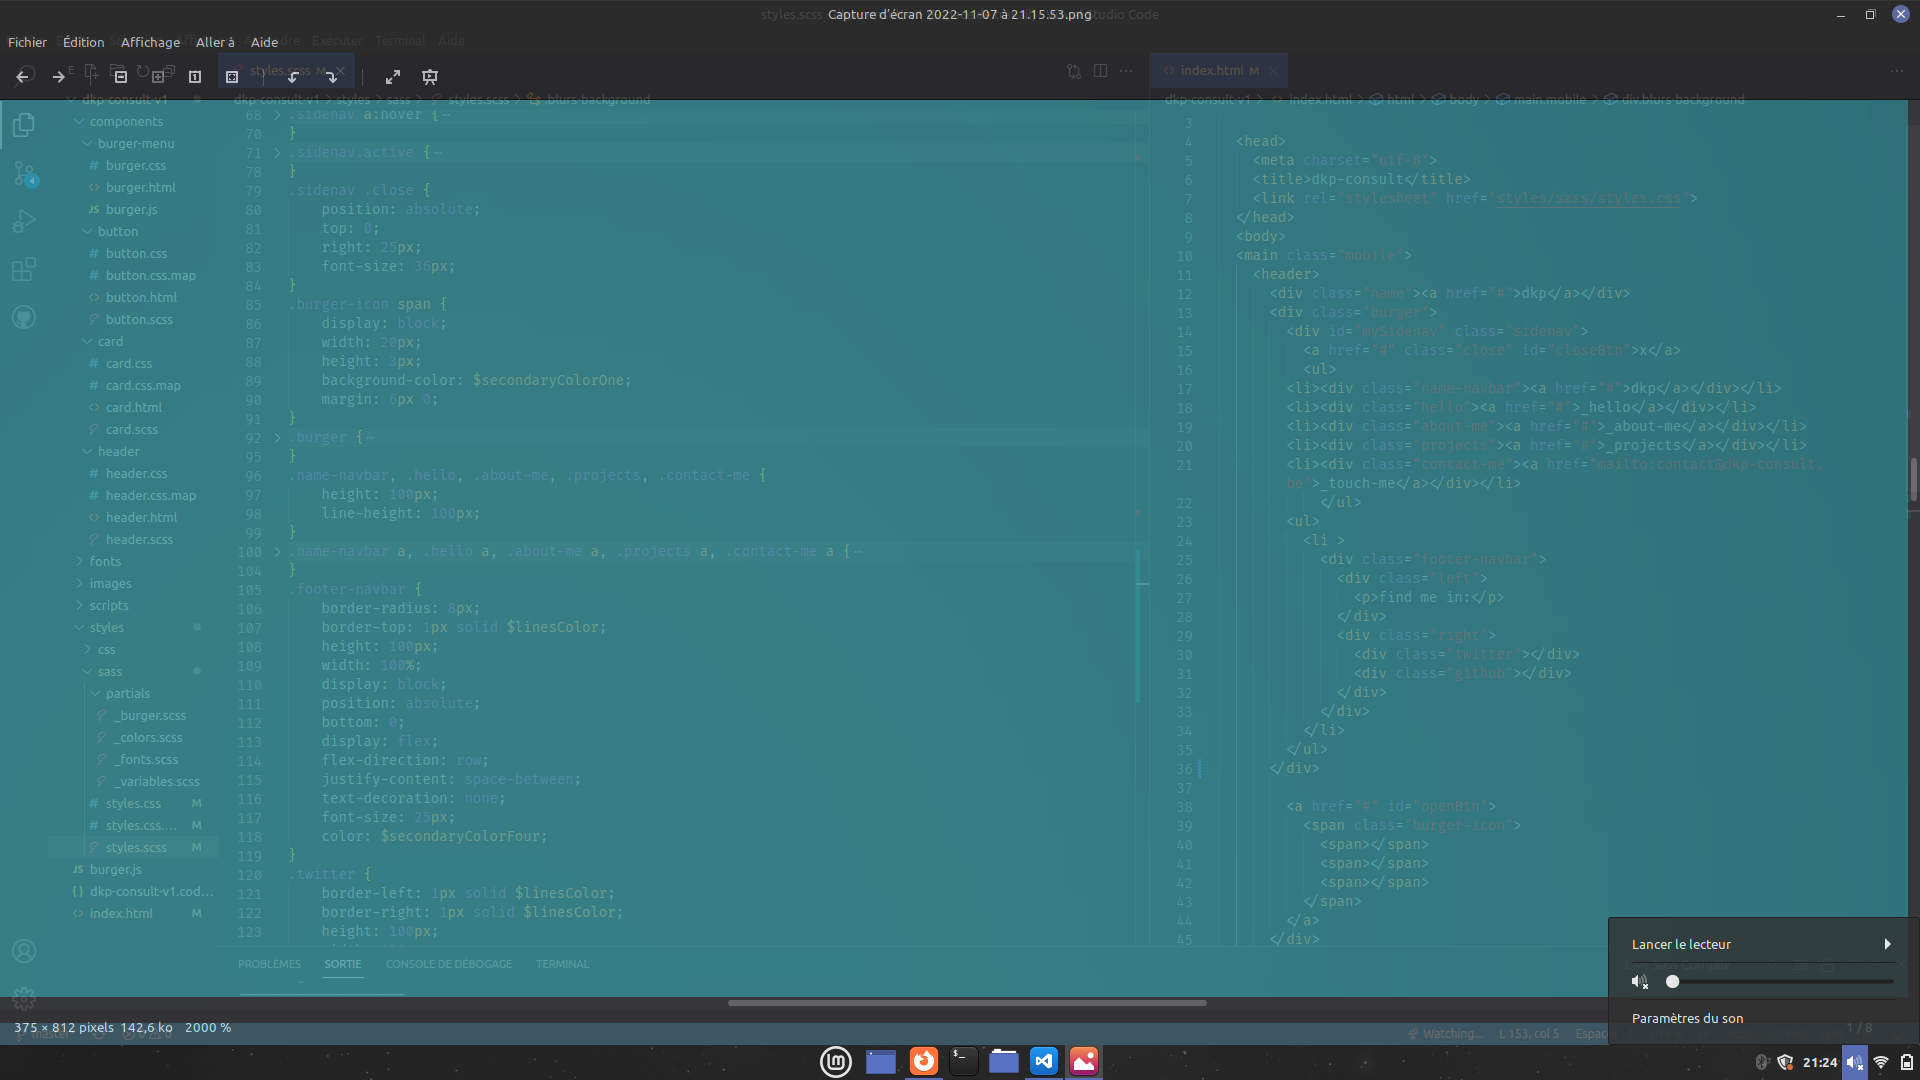 Capture d'écran 2022-11-07 à 21.15.53.png
Fichier Édition Affichage Aller à Aide
styles.scss M
index.html M
dkp-consult-v1
dkp-consult-v1 > styles > sass > styles.scss > .blurs-background
dkp-consult-v1 > index.html > html > body > main.mobile > div.blurs-background
components
burger-menu
burger.css
burger.html
burger.js
button
button.css
button.css.map
button.html
button.scss
card
card.css
card.css.map
card.html
card.scss
header
header.css
header.css.map
header.html
header.scss
fonts
images
scripts
styles
css
sass
partials
_burger.scss
_colors.scss
_fonts.scss
_variables.scss
styles.css M
styles.css.... M
styles.scss M
burger.js
dkp-consult-v1.cod...
index.html M
68 .sidenav a:hover {
70 }
71 .sidenav.active {
78 }
79 .sidenav .close {
80 position: absolute;
81 top: 0;
82 right: 25px;
83 font-size: 36px;
84 }
85 .burger-icon span {
86 display: block;
87 width: 20px;
88 height: 3px;
89 background-color: $secondaryColorOne;
90 margin: 6px 0;
91 }
92 .burger {
95 }
96 .name-navbar, .hello, .about-me, .projects, .contact-me {
97 height: 100px;
98 line-height: 100px;
99 }
100 .name-navbar a, .hello a, .about-me a, .projects a, .contact-me a {
104 }
105 .footer-navbar {
106 border-radius: 8px;
107 border-top: 1px solid $linesColor;
108 height: 100px;
109 width: 100%;
110 display: block;
111 position: absolute;
112 bottom: 0;
113 display: flex;
114 flex-direction: row;
115 justify-content: space-between;
116 text-decoration: none;
117 font-size: 25px;
118 color: $secondaryColorFour;
119 }
120 .twitter {
121 border-left: 1px solid $linesColor;
122 border-right: 1px solid $linesColor;
123 height: 100px;
3
4 <head>
5 <meta charset="utf-8">
6 <title>dkp-consult</title>
7 <link rel="stylesheet" href="styles/sass/styles.css">
8 </head>
9 <body>
10 <main class="mobile">
11 <header>
12 <div class="name"><a href="#">dkp</a></div>
13 <div class="burger">
14 <div id="mySidenav" class="sidenav">
15 <a href="#" class="close" id="closeBtn">x</a>
16 <ul>
17 <li><div class="name-navbar"><a href="#">dkp</a></div></li>
18 <li><div class="hello"><a href="#">_hello</a></div></li>
19 <li><div class="about-me"><a href="#">_about-me</a></div></li>
20 <li><div class="projects"><a href="#">_projects</a></div></li>
21 <li><div class="contact-me"><a href="mailto:contact@dkp-consult.
be">_touch-me</a></div></li>
22 </ul>
23 <ul>
24 <li >
25 <div class="footer-navbar">
26 <div class="left">
27 <p>find me in:</p>
28 </div>
29 <div class="right">
30 <div class="twitter"></div>
31 <div class="github"></div>
32 </div>
33 </div>
34 </li>
35 </ul>
36 </div>
37
38 <a href="#" id="openBtn">
39 <span class="burger-icon">
40 <span></span>
41 <span></span>
42 <span></span>
43 </span>
44 </a>
45 </div>
PROBLÈMES SORTIE CONSOLE DE DÉBOGAGE TERMINAL
Lancer le lecteur
Paramètres du son
375 × 812 pixels 142,6 ko 2000 %
master
Watching... L 153, col 5
1 / 8
21:24